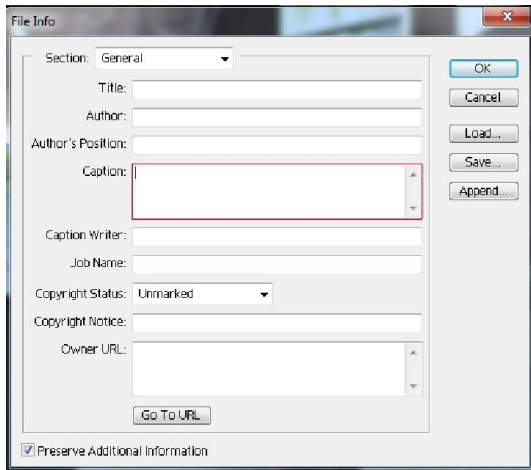 File Info
Section: General
Title:
Author:
Author's Position:
Caption:
Caption Writer:
Job Name:
Copyright Status: Unmarked
Copyright Notice:
Owner URL:
Go To URL
Preserve Additional Information
OK
Cancel
Load...
Save...
Append...